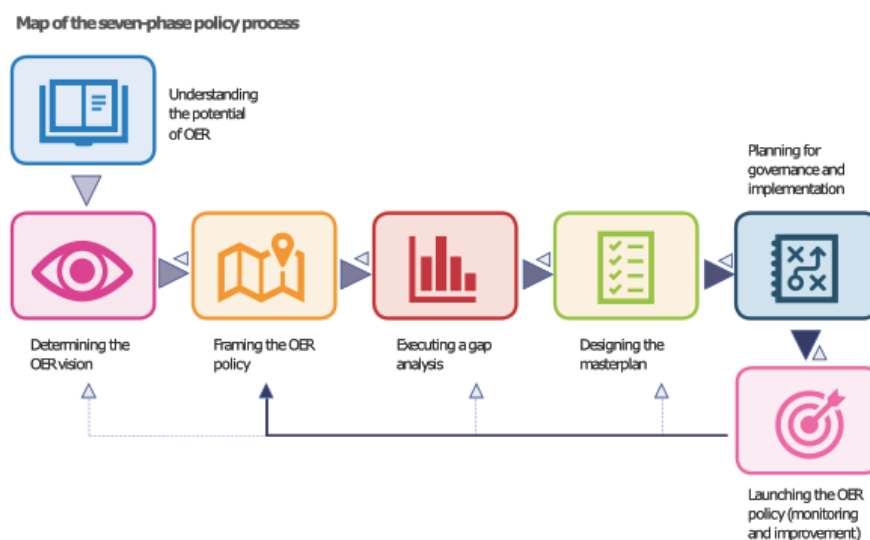 Map of the seven-phase policy process
Understanding
the potential
of OER
Planning for
governance and
implementation
Determining the
OER vision
Framing the OER
policy
Executing a gap
analysis
Designing the
masterplan
Launching the OER
policy (monitoring
and improvement)